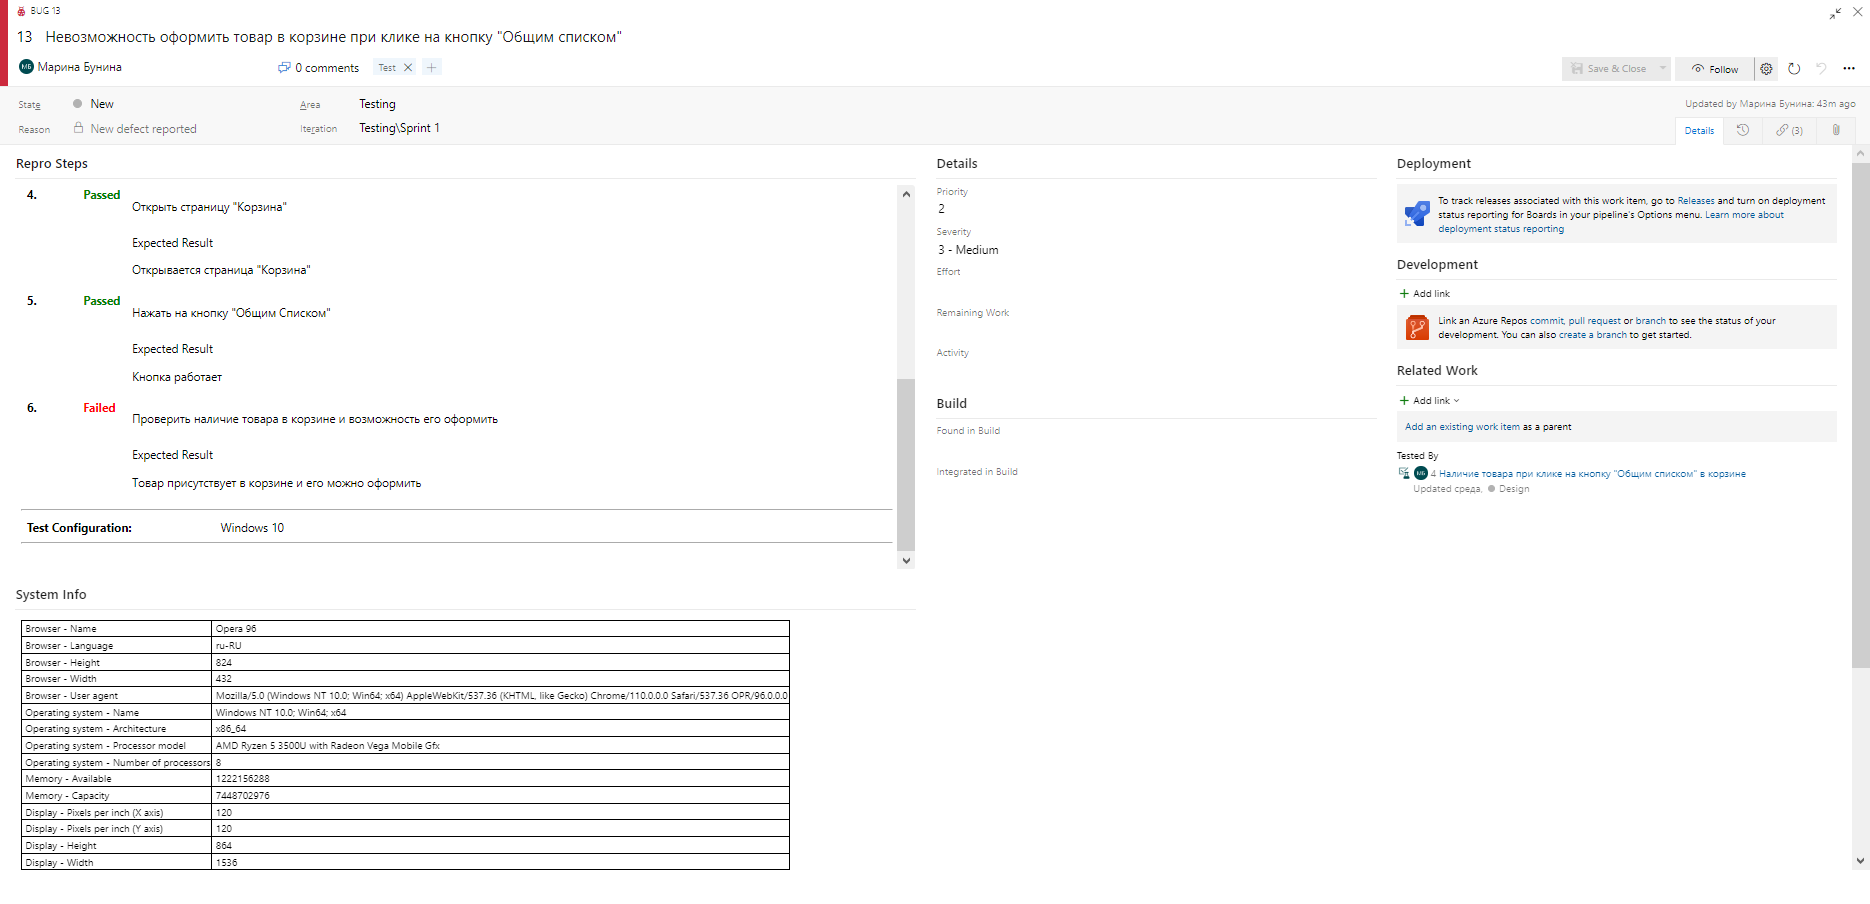 BUG 13
13 Невозможность оформить товар в корзине при клике на кнопку "Общим списком"
МБ Марина Бунина
0 comments
Test
Save & Close
Follow
State New
Area Testing
Updated by Марина Бунина: 43m ago
Reason New defect reported
Iteration Testing\Sprint 1
Details
(3)
Repro Steps
4. Passed
Открыть страницу "Корзина"
Expected Result
Открывается страница "Корзина"
5. Passed
Нажать на кнопку "Общим Списком"
Expected Result
Кнопка работает
6. Failed
Проверить наличие товара в корзине и возможность его оформить
Expected Result
Товар присутствует в корзине и его можно оформить
Test Configuration: Windows 10
System Info
Browser - Name Opera 96
Browser - Language ru-RU
Browser - Height 824
Browser - Width 432
Browser - User agent Mozilla/5.0 (Windows NT 10.0; Win64; x64) AppleWebKit/537.36 (KHTML, like Gecko) Chrome/110.0.0.0 Safari/537.36 OPR/96.0.0.0
Operating system - Name Windows NT 10.0; Win64; x64
Operating system - Architecture x86_64
Operating system - Processor model AMD Ryzen 5 3500U with Radeon Vega Mobile Gfx
Operating system - Number of processors 8
Memory - Available 1222156288
Memory - Capacity 7448702976
Display - Pixels per inch (X axis) 120
Display - Pixels per inch (Y axis) 120
Display - Height 864
Display - Width 1536
Details
Priority
2
Severity
3 - Medium
Effort
Remaining Work
Activity
Build
Found in Build
Integrated in Build
Deployment
To track releases associated with this work item, go to Releases and turn on deployment
status reporting for Boards in your pipeline's Options menu. Learn more about
deployment status reporting
Development
Add link
Link an Azure Repos commit, pull request or branch to see the status of your
development. You can also create a branch to get started.
Related Work
Add link
Add an existing work item as a parent
Tested By
МБ 4 Наличие товара при клике на кнопку "Общим списком" в корзине
Updated среда, Design